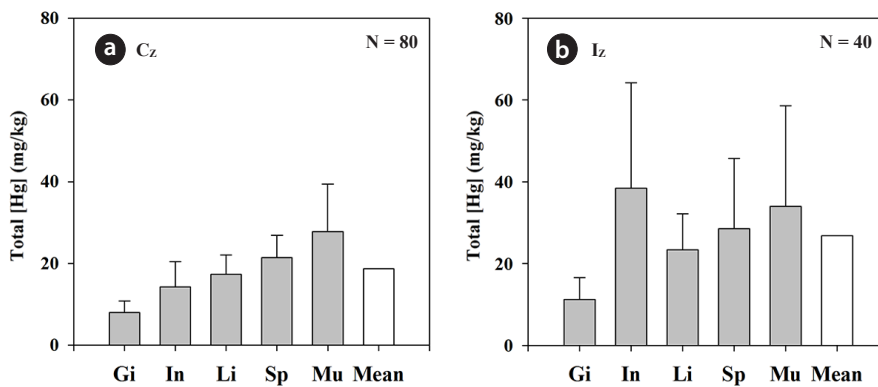 a Cz N = 80
Total [Hg] (mg/kg)
80
60
40
20
0
Gi In Li Sp Mu Mean
b Iz N = 40
Total [Hg] (mg/kg)
80
60
40
20
0
Gi In Li Sp Mu Mean